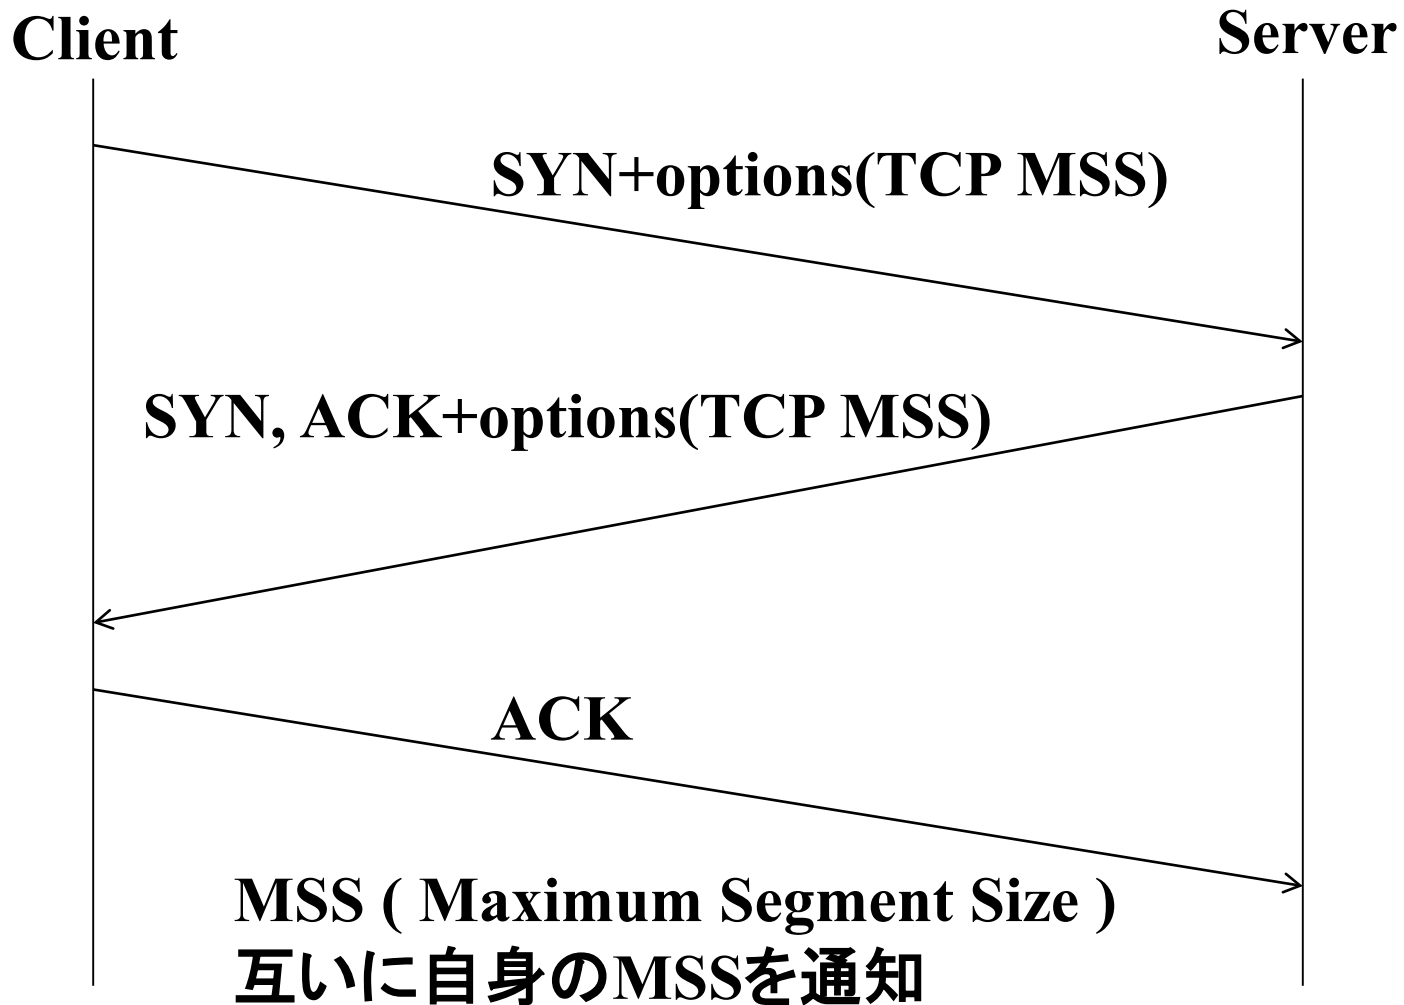 Client
Server
SYN+options(TCP MSS)
SYN, ACK+options(TCP MSS)
ACK
MSS ( Maximum Segment Size )
互いに自身のMSSを通知